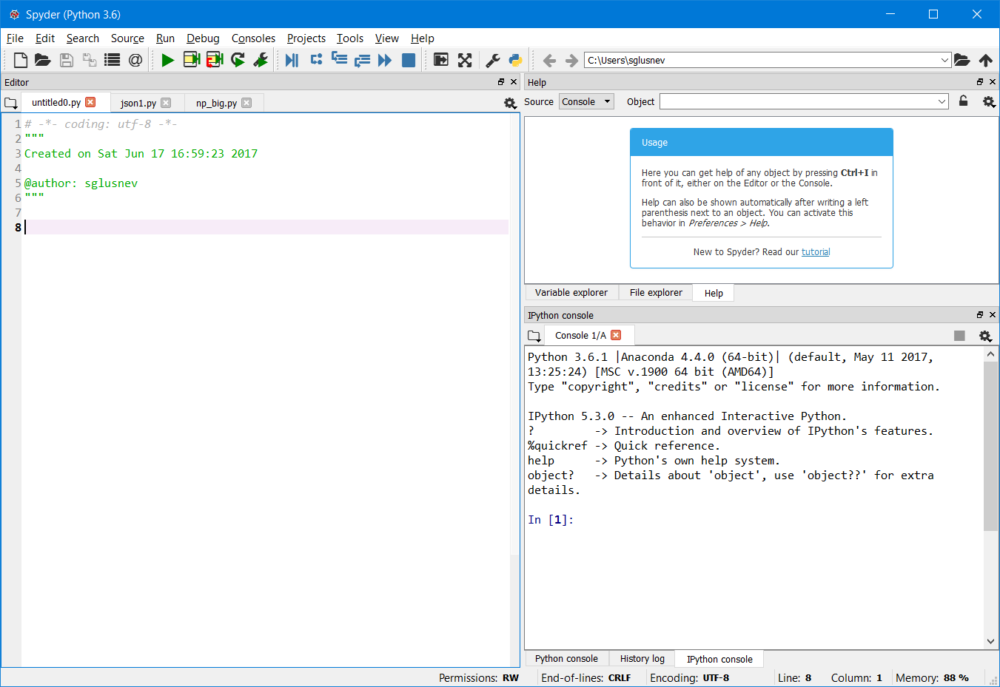 Spyder (Python 3.6)
File Edit Search Source Run Debug Consoles Projects Tools View Help
C:\Users\sglusnev
Editor
untitled0.py json1.py np_big.py
1 # -*- coding: utf-8 -*-
2 """
3 Created on Sat Jun 17 16:59:23 2017
4
5 @author: sglusnev
6 """
7
8
Help
Source Console Object
Usage
Here you can get help of any object by pressing Ctrl+I in
front of it, either on the Editor or the Console.
Help can also be shown automatically after writing a left
parenthesis next to an object. You can activate this
behavior in Preferences > Help.
New to Spyder? Read our tutorial
Variable explorer File explorer Help
IPython console
Console 1/A
Python 3.6.1 |Anaconda 4.4.0 (64-bit)| (default, May 11 2017,
13:25:24) [MSC v.1900 64 bit (AMD64)]
Type "copyright", "credits" or "license" for more information.
IPython 5.3.0 -- An enhanced Interactive Python.
? -> Introduction and overview of IPython's features.
%quickref -> Quick reference.
help -> Python's own help system.
object? -> Details about 'object', use 'object??' for extra
details.
In [1]:
Python console History log IPython console
Permissions: RW End-of-lines: CRLF Encoding: UTF-8 Line: 8 Column: 1 Memory: 88 %